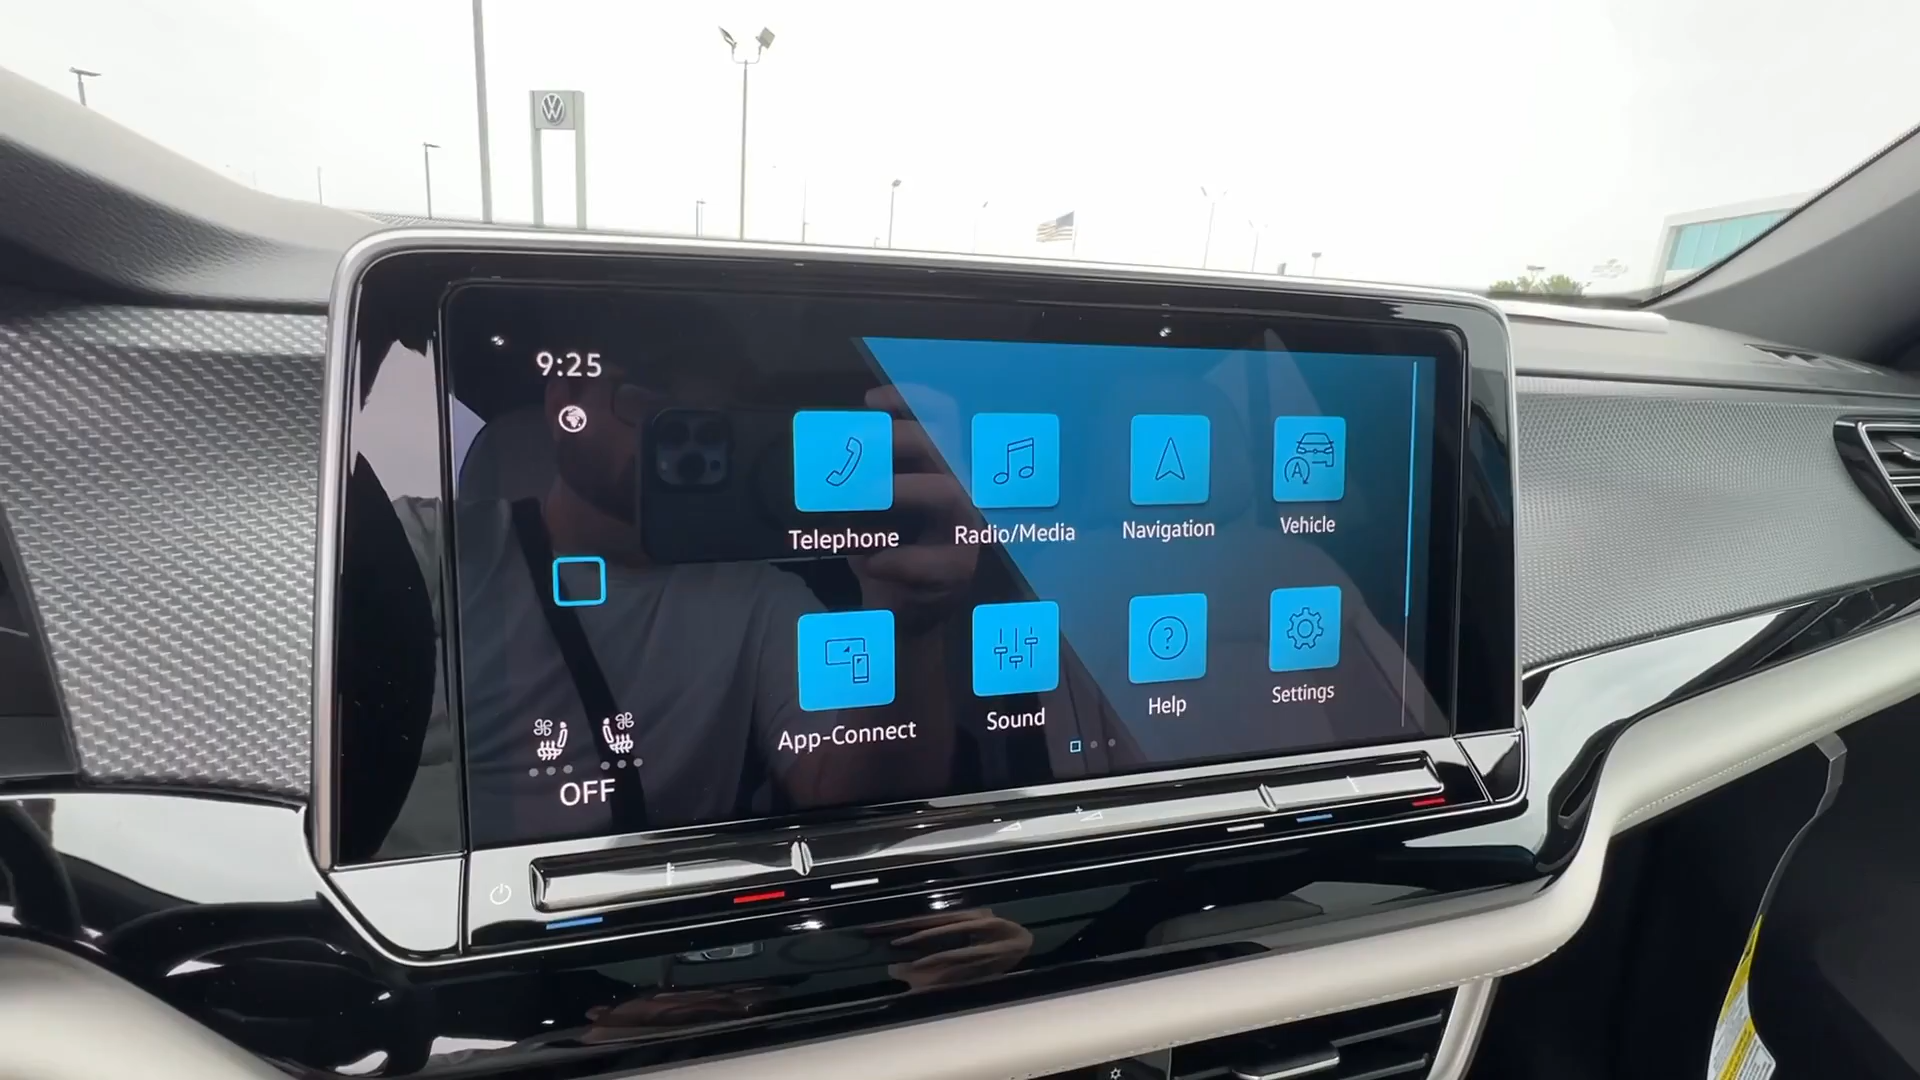 9:25
Telephone
Radio/Media
Navigation
Vehicle
App-Connect
Sound
Help
Settings
OFF